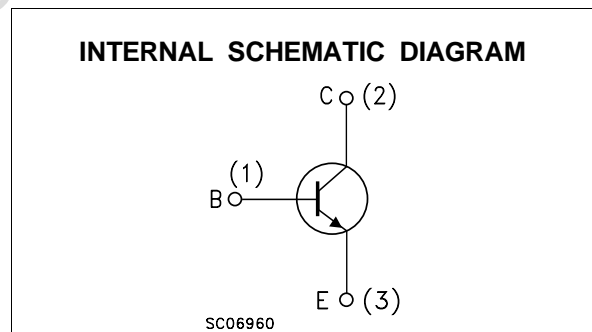 INTERNAL SCHEMATIC DIAGRAM
C (2)
(1)
B
E (3)
SC06960